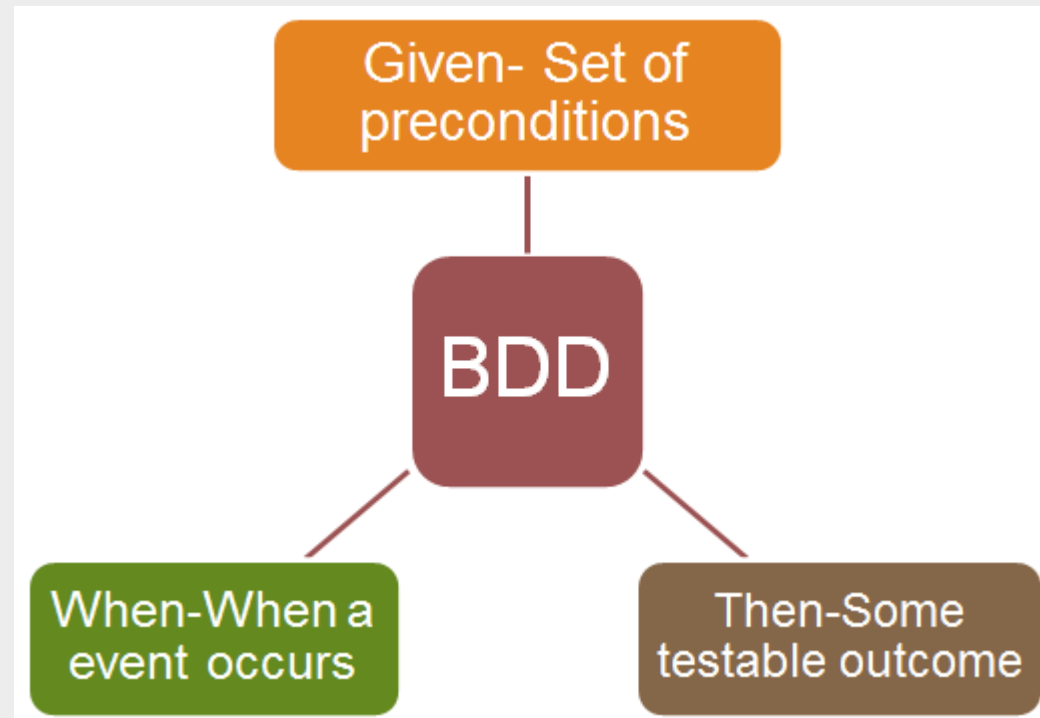 Given- Set of
preconditions
BDD
When-When a
event occurs
Then-Some
testable outcome